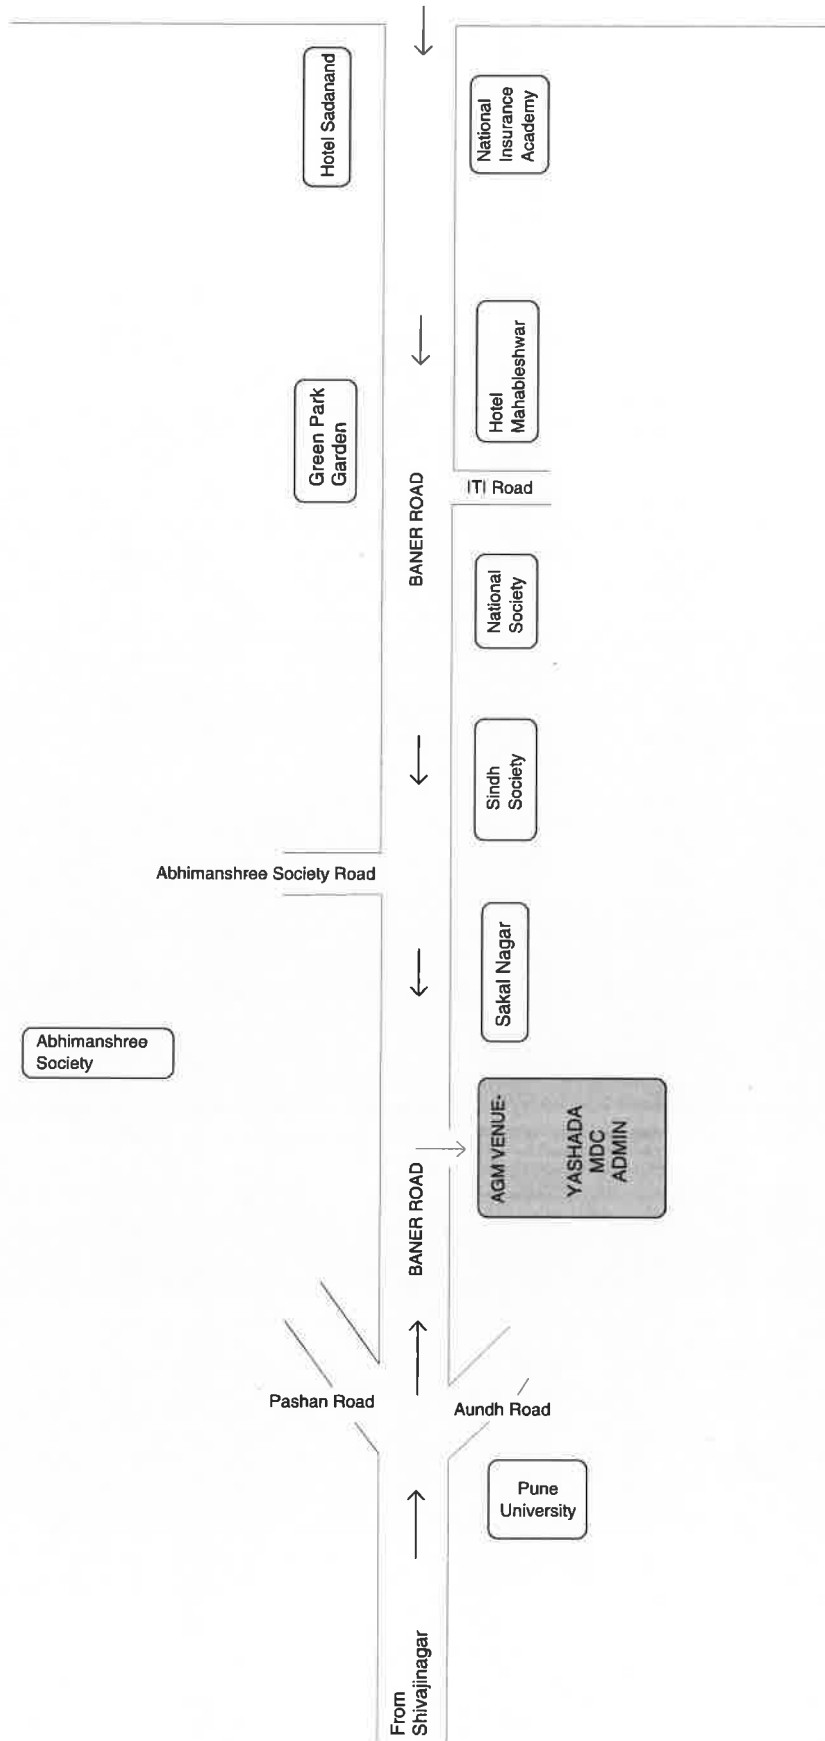 Hotel Sadanand
National
Insurance
Academy
Hotel
Mahableshwar
Green Park
Garden
BANER ROAD
ITI Road
National
Society
Sindh
Society
Abhimanshree Society Road
Sakal Nagar
Abhimanshree
Society
AGM VENUE-
YASHADA
MDC
ADMIN
BANER ROAD
Pashan Road
Aundh Road
Pune
University
From
Shivajinagar